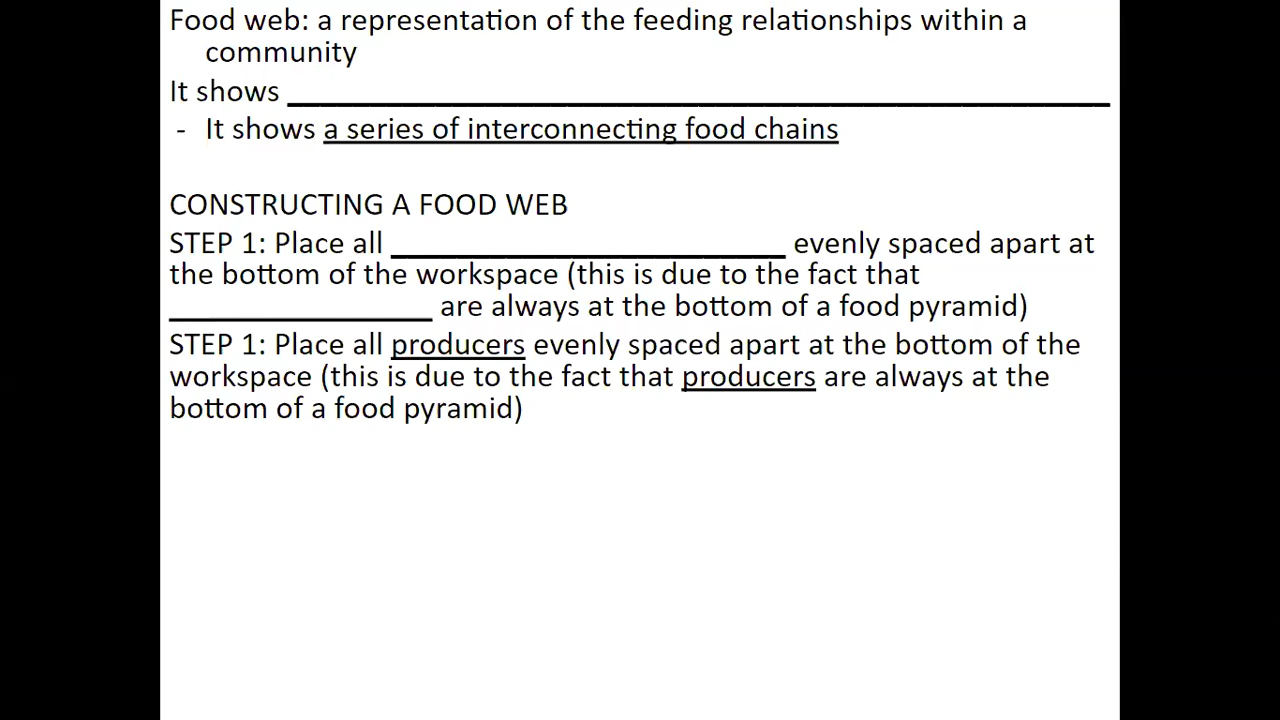 Food web: a representation of the feeding relationships within a
community
It shows ____________________________________________________
- It shows a series of interconnecting food chains
CONSTRUCTING A FOOD WEB
STEP 1: Place all _________________________ evenly spaced apart at
the bottom of the workspace (this is due to the fact that
_________________ are always at the bottom of a food pyramid)
STEP 1: Place all producers evenly spaced apart at the bottom of the
workspace (this is due to the fact that producers are always at the
bottom of a food pyramid)